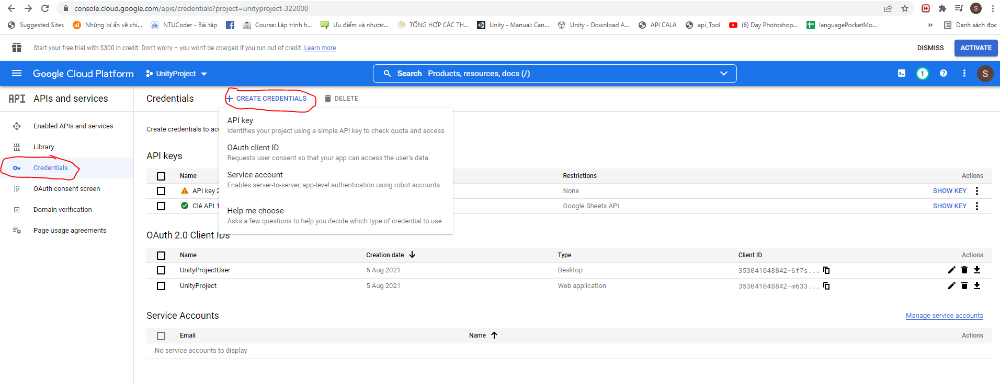 console.cloud.google.com/apis/credentials?project=unityproject-322000
S
Suggested Sites
Những bí ẩn về chi...
NTUCoder - Bài tập
Course: Lập trình h...
Ưu điểm và nhược...
TỔNG HỢP CÁC TH...
Unity - Manual: Can...
Unity - Download A...
API CALA
api_Tool
(6) Dạy Photoshop...
languagePocketMo...
»
Danh sách đọc
Start your free trial with $300 in credit. Don't worry – you won't be charged if you run out of credit. Learn more
DISMISS
ACTIVATE
Google Cloud Platform
UnityProject
Search Products, resources, docs (/)
1
S
API APIs and services
Credentials
+ CREATE CREDENTIALS
DELETE
Enabled APIs and services
Library
Credentials
OAuth consent screen
Domain verification
Page usage agreements
Create credentials to acc
API key
Identifies your project using a simple API key to check quota and access
OAuth client ID
Requests user consent so that your app can access the user's data.
Service account
Enables server-to-server, app-level authentication using robot accounts
Help me choose
Asks a few questions to help you decide which type of credential to use
API keys
Name Restrictions Actions
API key 2 None SHOW KEY
Clé API 1 Google Sheets API SHOW KEY
OAuth 2.0 Client IDs
Name Creation date Type Client ID Actions
UnityProjectUser 5 Aug 2021 Desktop 353041048842-6f7s...
UnityProject 5 Aug 2021 Web application 353041048842-m633...
Service Accounts
Manage service accounts
Email Name Actions
No service accounts to display